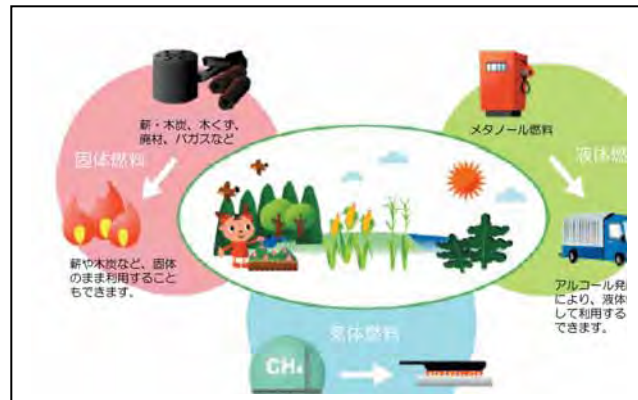 薪・木炭、木くず、
廃材、バガスなど
固体燃料
薪や木炭など、固体
のまま利用すること
もできます。
メタノール燃料
液体燃
アルコール発
により、液体
して利用する
できます。
気体燃料
CH₄